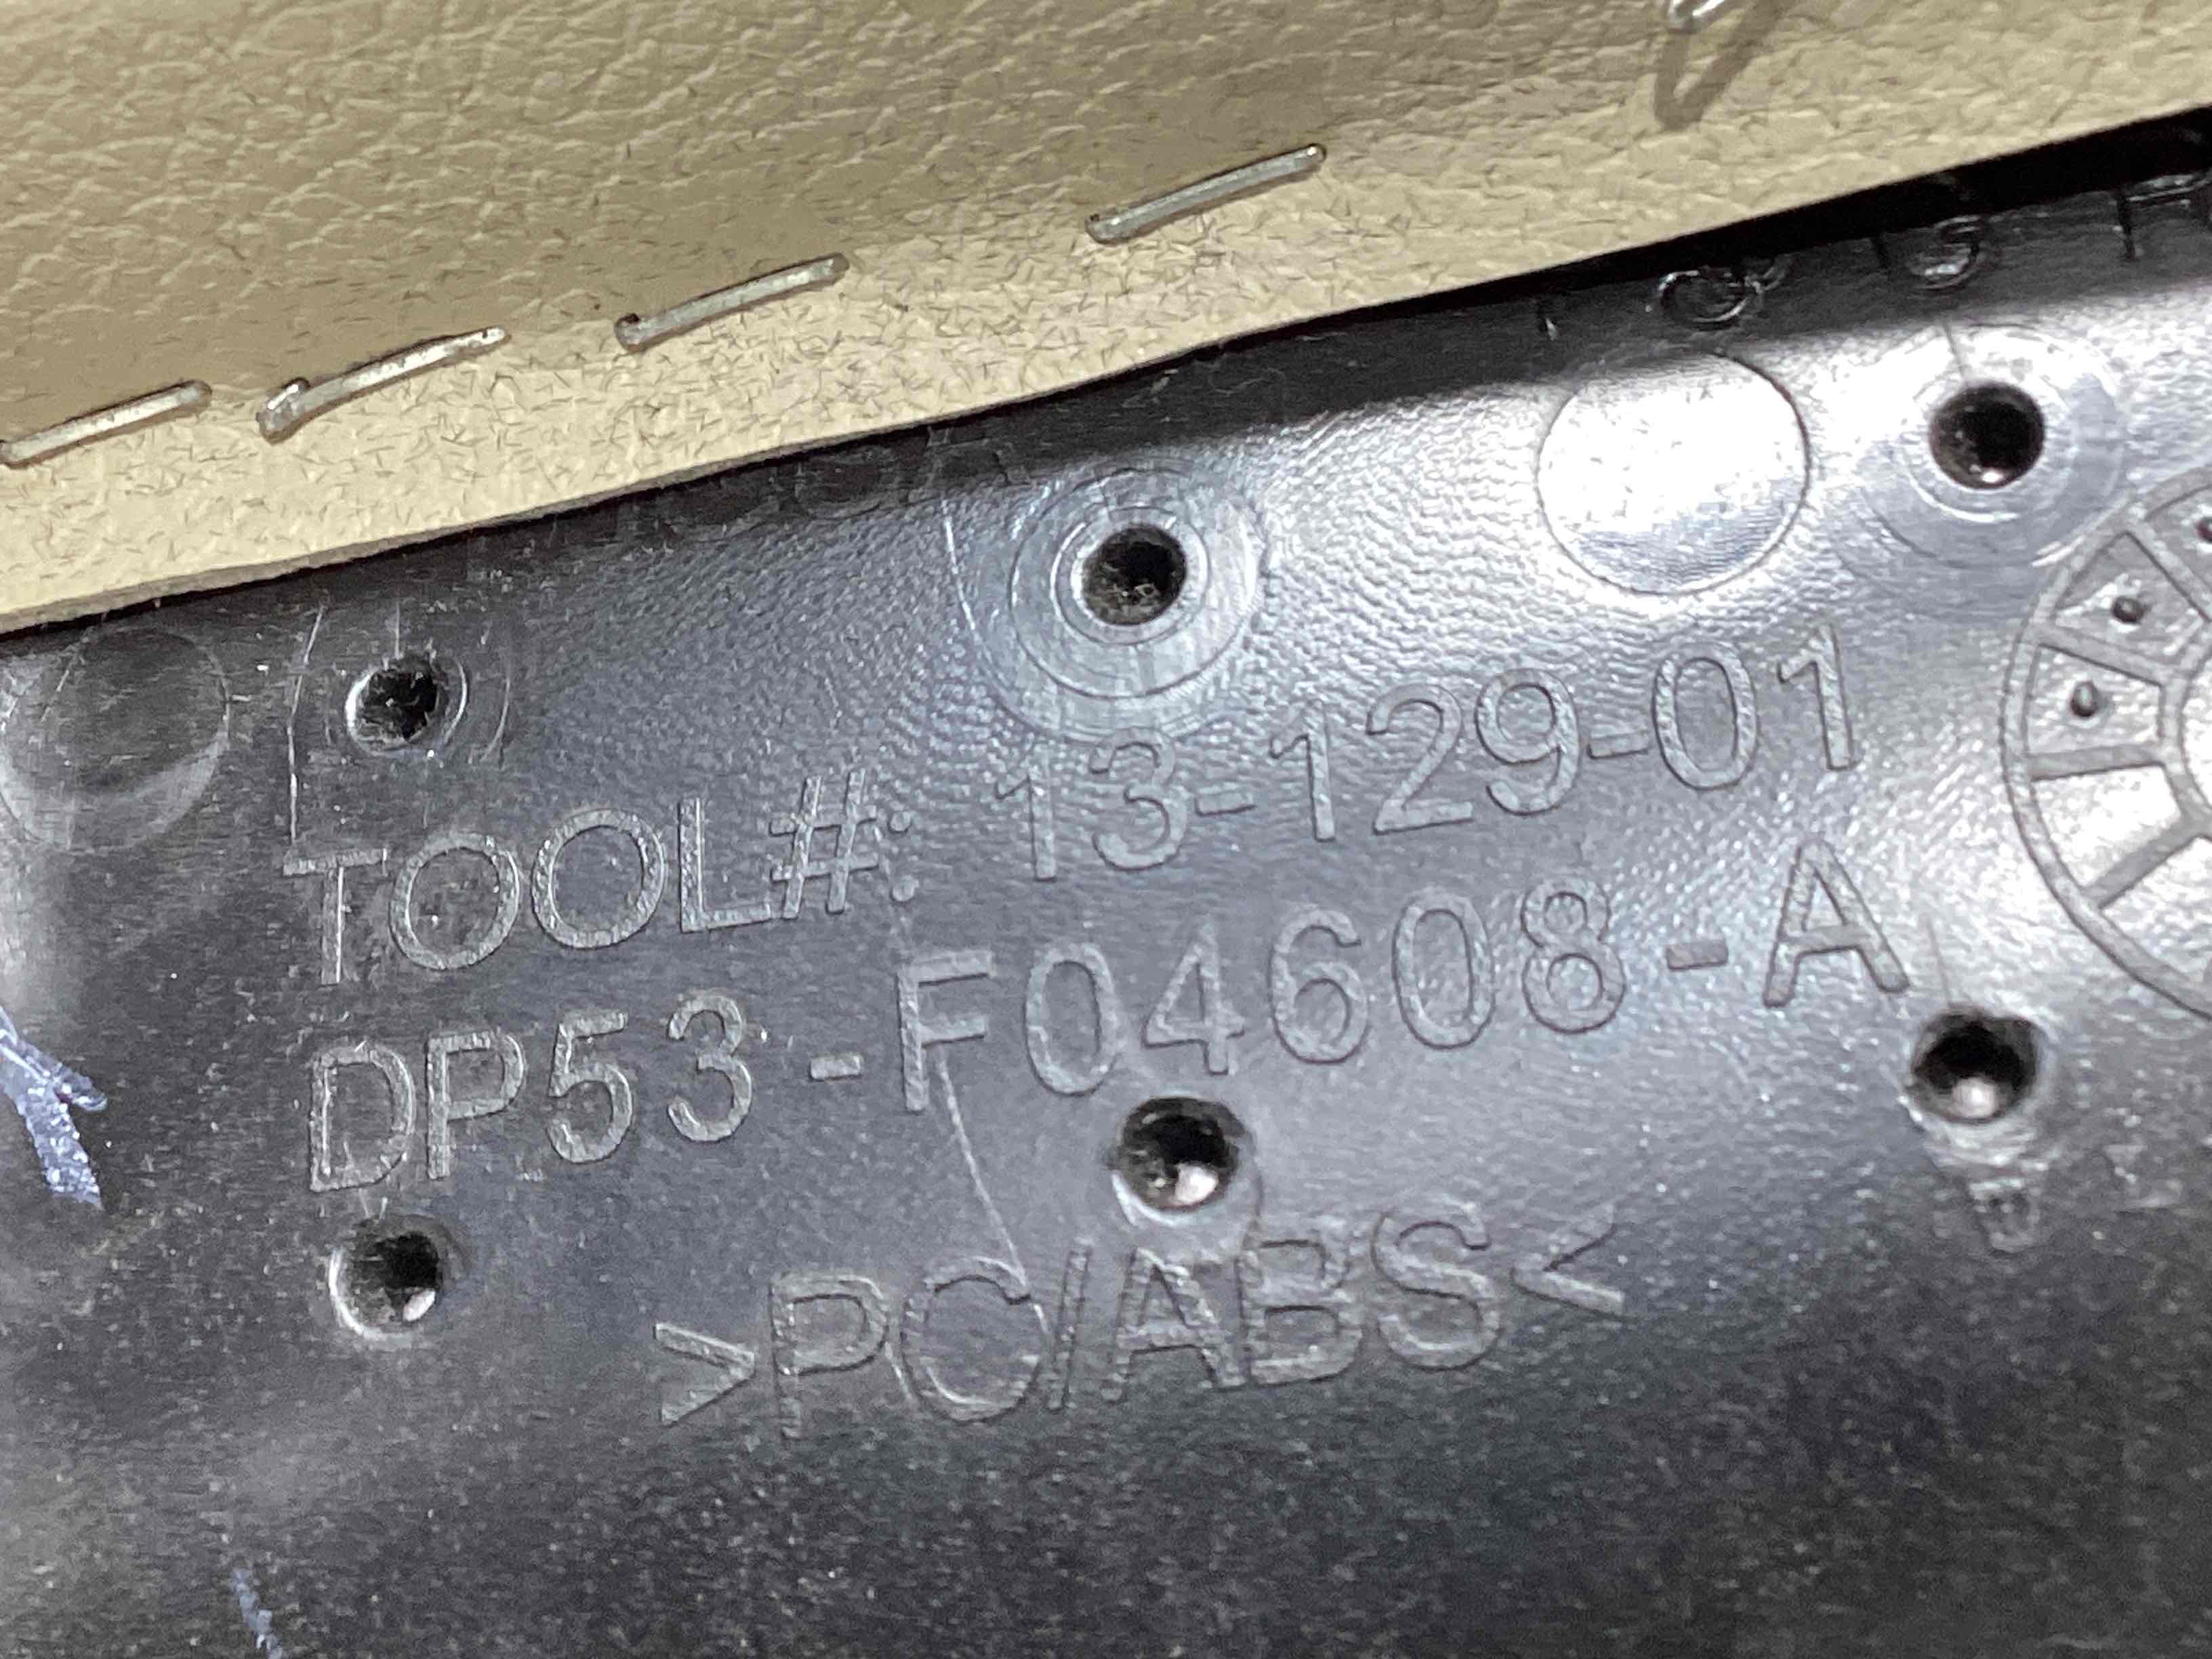 TOOL#: 13-129-01
DP53-F04608-A
>PC/ABS<